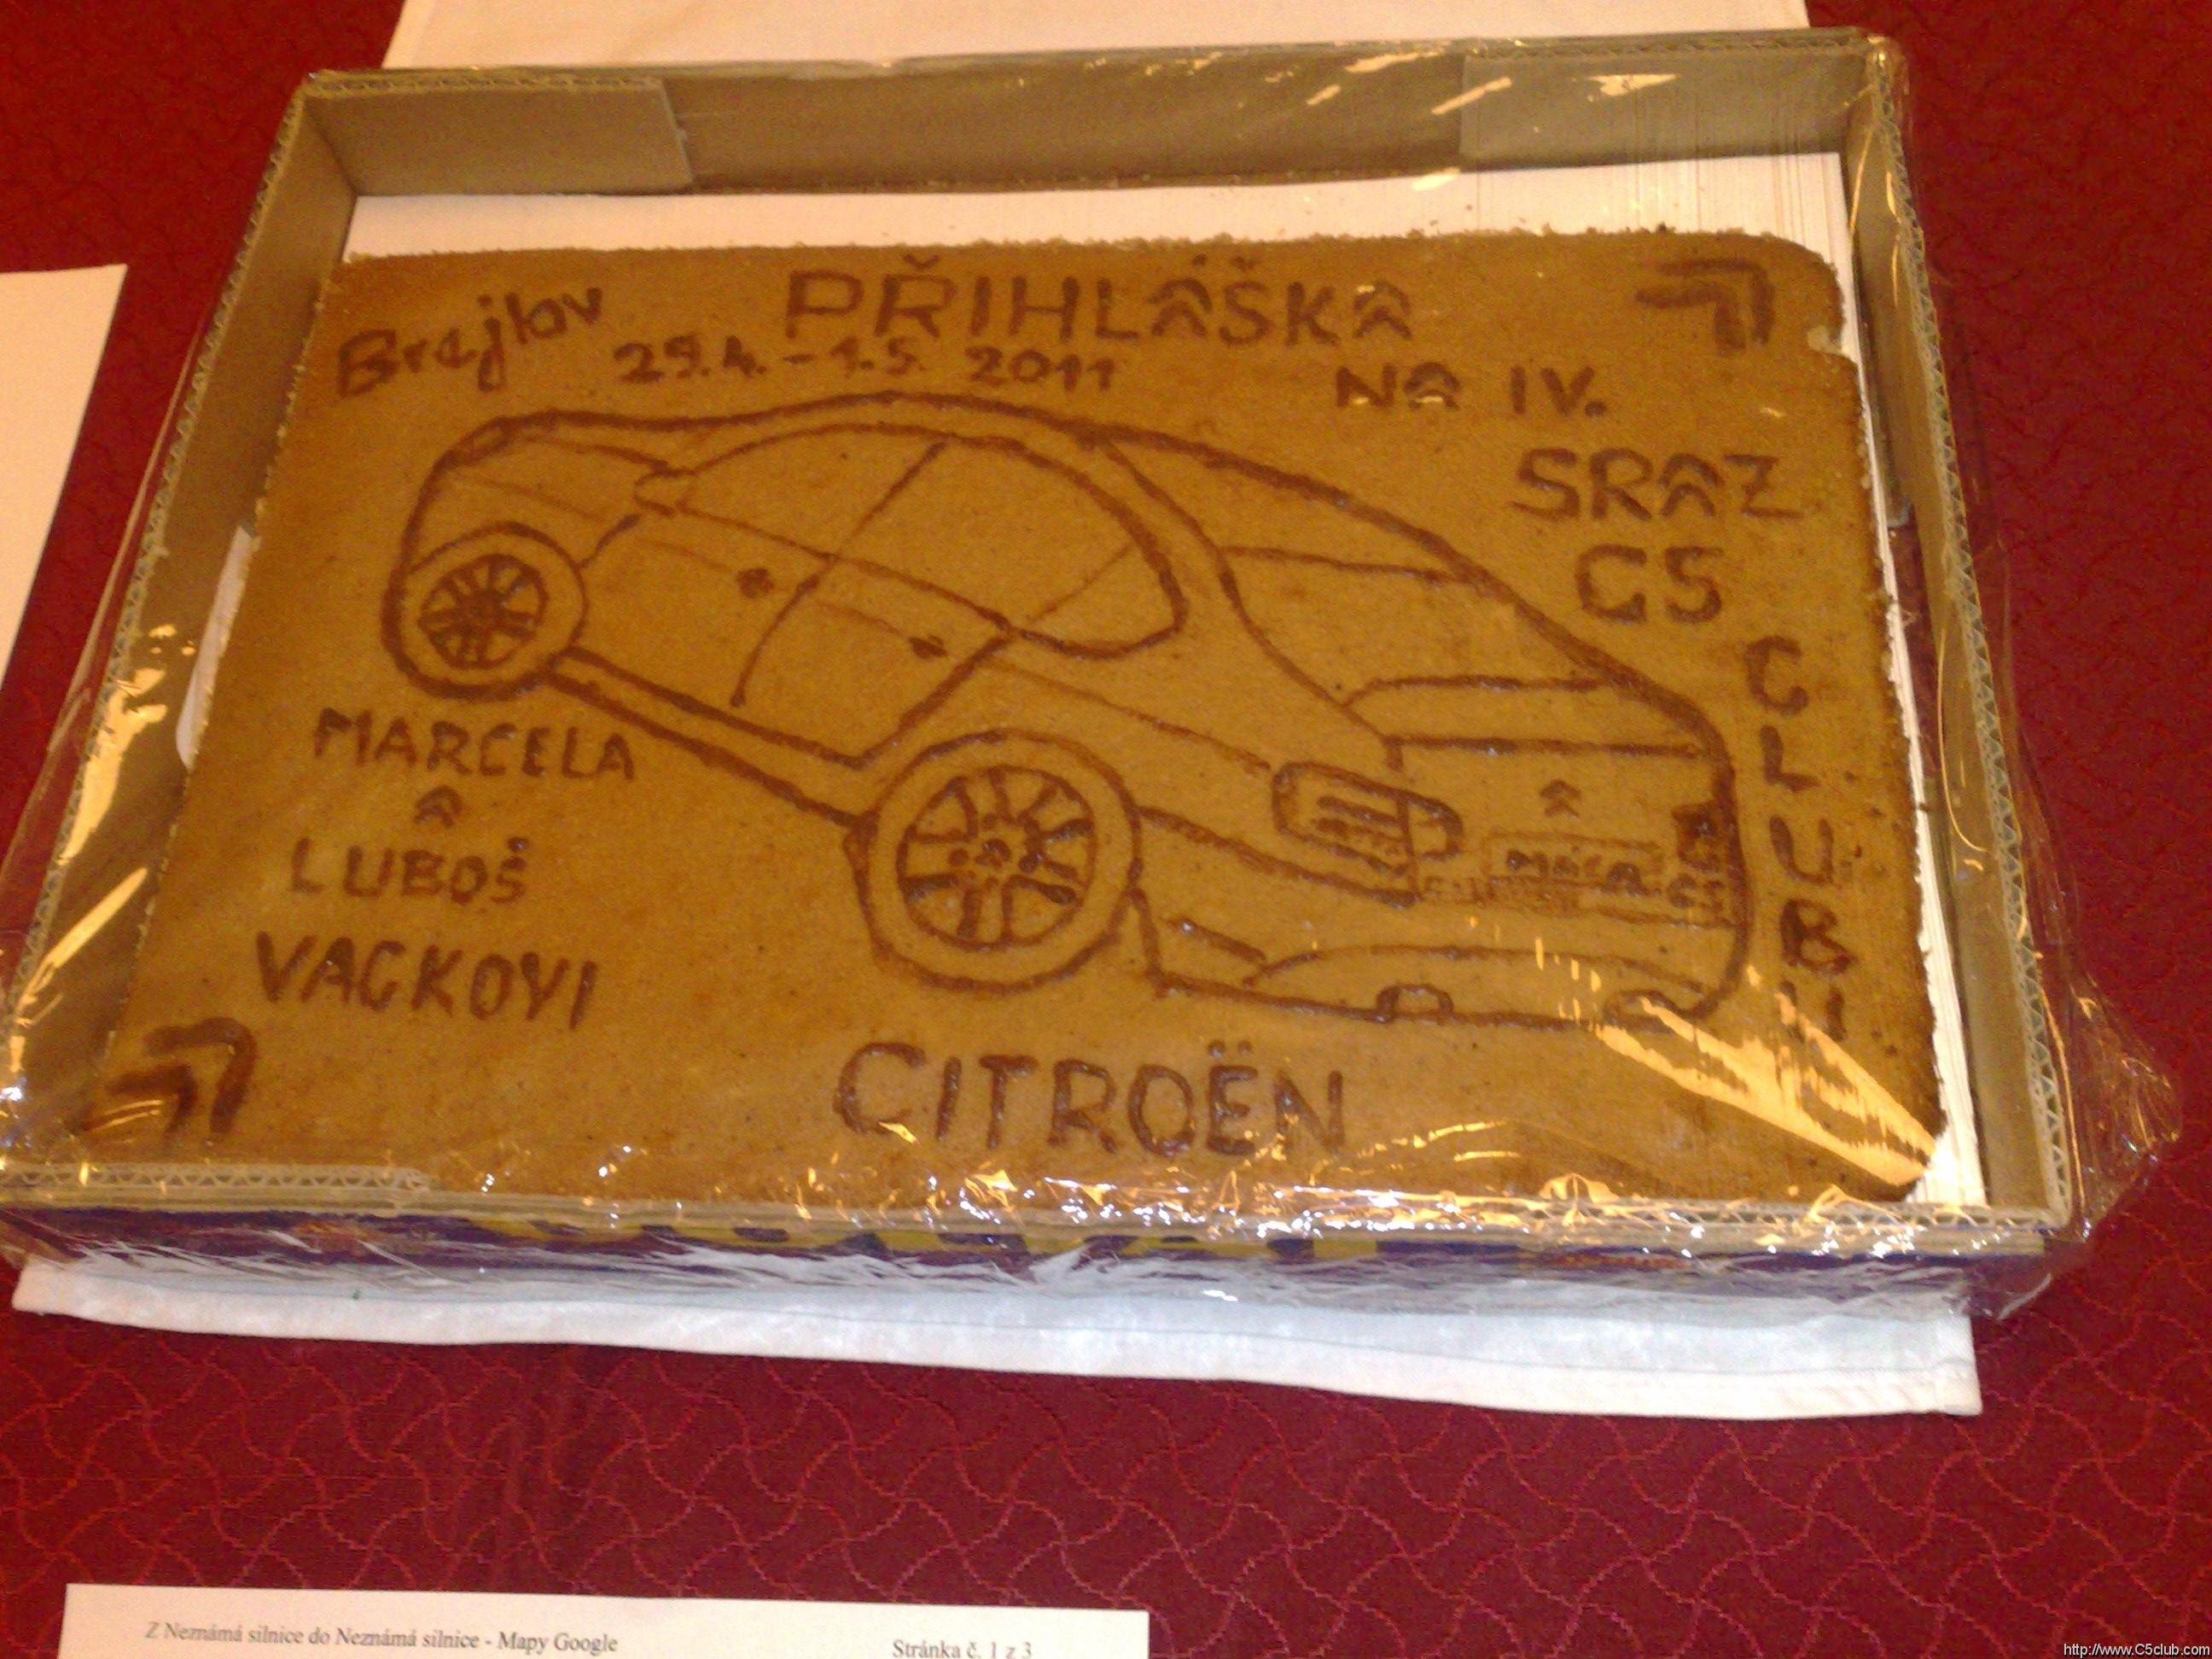 Brejlov
PŘIHLÁŠKA
29.4. - 1.5. 2011
NA IV.
SRAZ
C5
CLUBU
MARCELA
A
LUBOŠ
VACKOVI
CITROËN
Z Neznámá silnice do Neznámá silnice - Mapy Google
Stránka č. 1 z 3
http://www.C5club.com